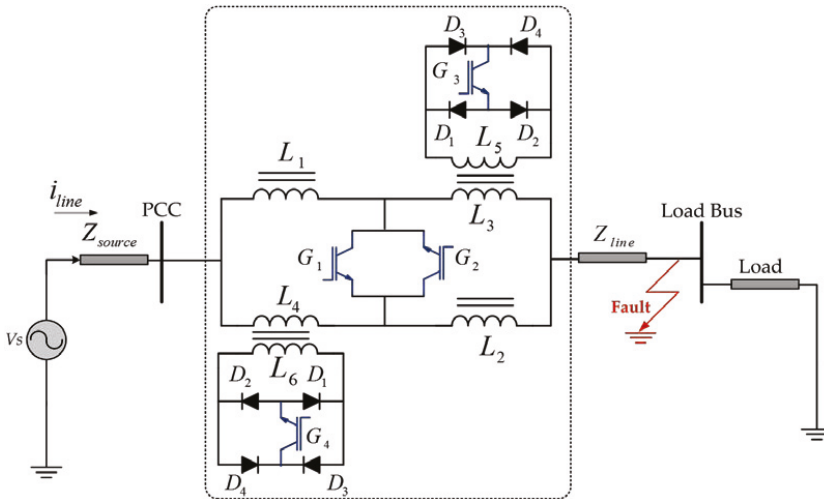 D3
D4
G3
D1
D2
L5
L1
L3
iline
PCC
Zsource
G1
G2
Zline
Load Bus
Load
Fault
L4
L2
Vs
L6
D2
D1
G4
D4
D3